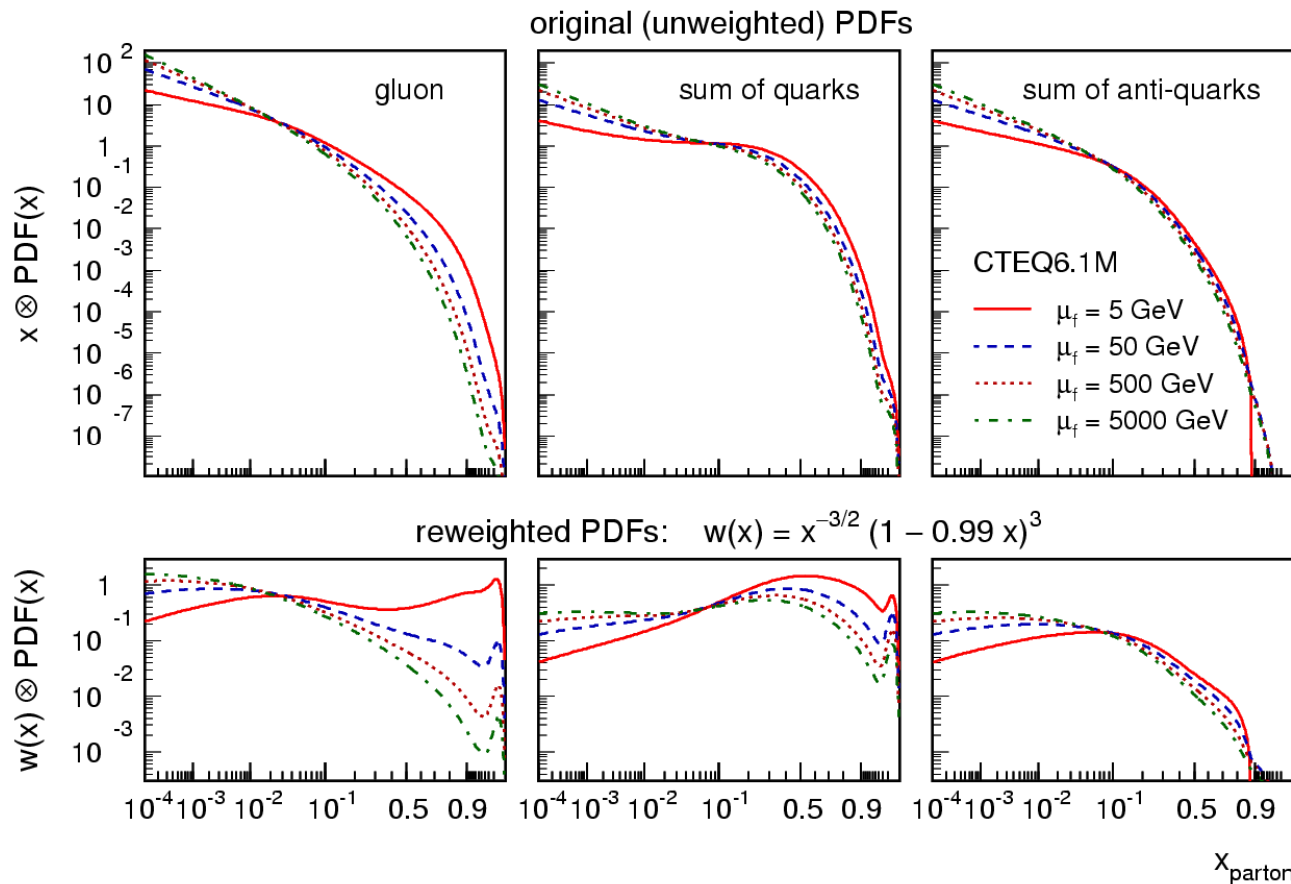 original (unweighted) PDFs
gluon
sum of quarks
sum of anti-quarks
x ⊗ PDF(x)
10 2
10
1
10 -1
10 -2
10 -3
10 -4
10 -5
10 -6
10 -7
CTEQ6.1M
μf = 5 GeV
μf = 50 GeV
μf = 500 GeV
μf = 5000 GeV
reweighted PDFs: w(x) = x^−3/2 (1 − 0.99 x)^3
w(x) ⊗ PDF(x)
1
10 -1
10 -2
10 -3
10^-4 10^-3 10^-2 10^-1 0.5 0.9
10^-4 10^-3 10^-2 10^-1 0.5 0.9
10^-4 10^-3 10^-2 10^-1 0.5 0.9
xparton